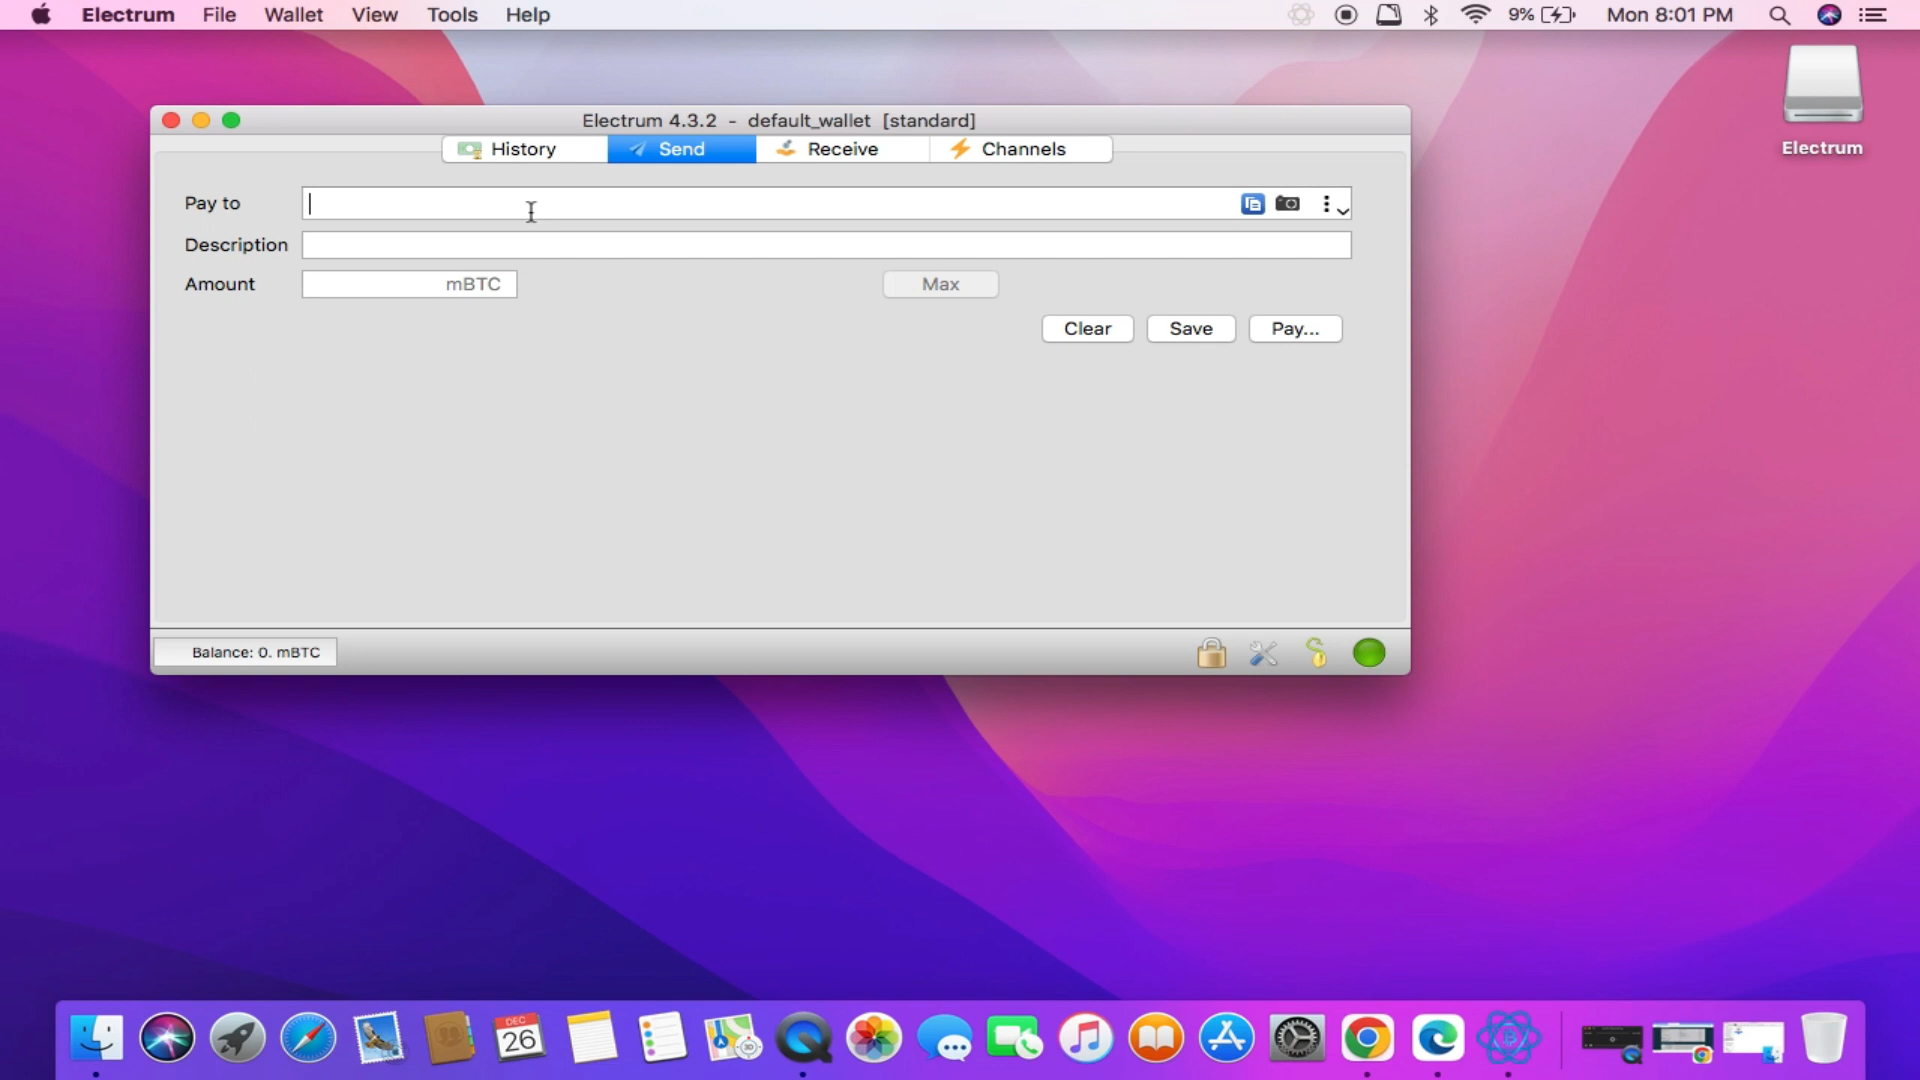 Electrum File Wallet View Tools Help 9% Mon 8:01 PM
Electrum
Electrum 4.3.2 - default_wallet [standard]
History Send Receive Channels
Pay to
Description
Amount mBTC Max
Clear Save Pay...
Balance: 0. mBTC
DEC
26